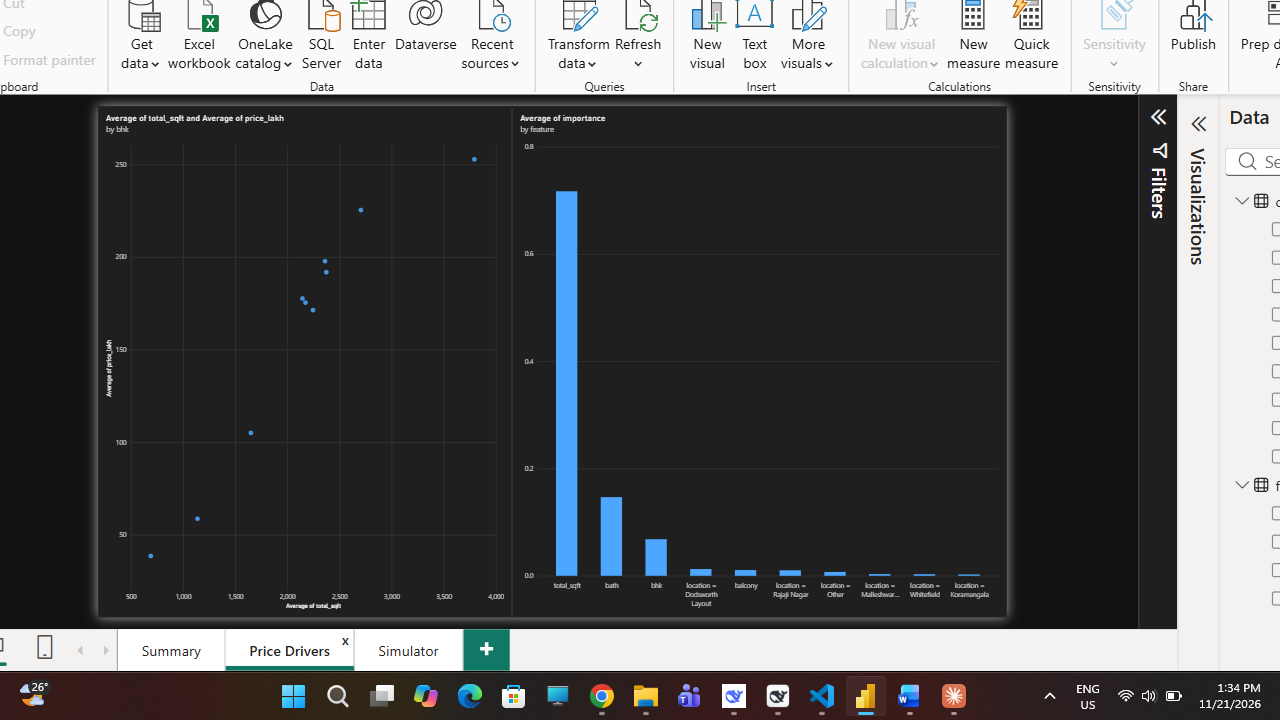 Cut
Copy
Format painter
pboard
Get data
Excel workbook
OneLake catalog
SQL Server
Enter data
Dataverse
Recent sources
Data
Transform data
Refresh
Queries
New visual
Text box
More visuals
Insert
New visual calculation
New measure
Quick measure
Calculations
Sensitivity
Sensitivity
Publish
Share
Prep d
A
Average of total_sqft and Average of price_lakh
by bhk
250
200
150
100
50
Average of price_lakh
500 1,000 1,500 2,000 2,500 3,000 3,500 4,000
Average of total_sqft
Average of importance
by feature
0.8
0.6
0.4
0.2
0.0
total_sqft
bath
bhk
location = Dodsworth Layout
balcony
location = Rajaji Nagar
location = Other
location = Malleshwar...
location = Whitefield
location = Koramangala
Filters
Visualizations
Data
Se
c
f
Summary
Price Drivers x
Simulator
+
26°
ENG
US
1:34 PM
11/21/2026